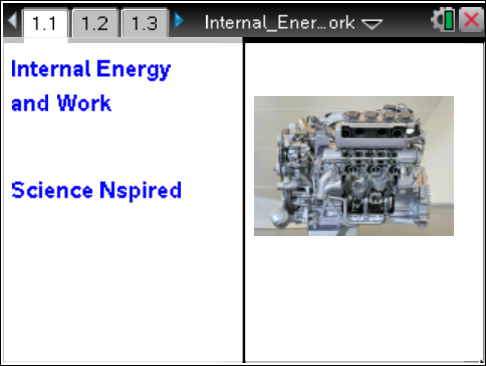 1.1 1.2 1.3 Internal_Ener...ork
Internal Energy
and Work
Science Nspired